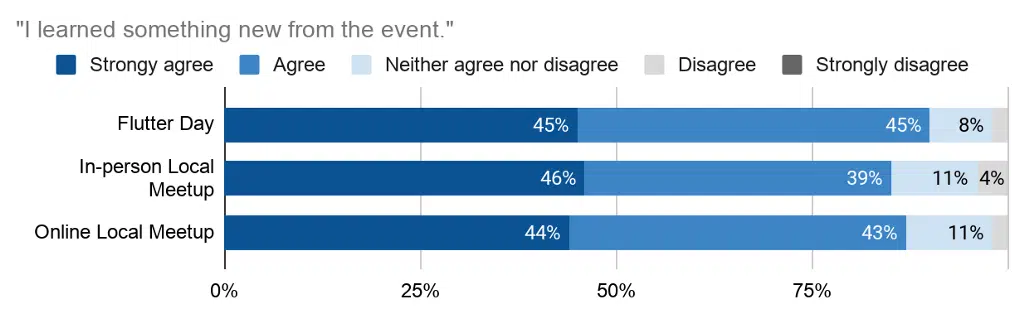 "I learned something new from the event."
Strongy agree Agree Neither agree nor disagree Disagree Strongly disagree
Flutter Day 45% 45% 8%
In-person Local
Meetup 46% 39% 11% 4%
Online Local Meetup 44% 43% 11%
0% 25% 50% 75%